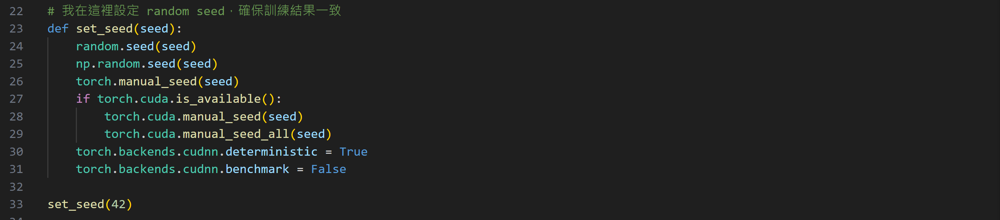 22 # 我在這裡設定 random seed，確保訓練結果一致
23 def set_seed(seed):
24     random.seed(seed)
25     np.random.seed(seed)
26     torch.manual_seed(seed)
27     if torch.cuda.is_available():
28         torch.cuda.manual_seed(seed)
29         torch.cuda.manual_seed_all(seed)
30     torch.backends.cudnn.deterministic = True
31     torch.backends.cudnn.benchmark = False
32
33 set_seed(42)